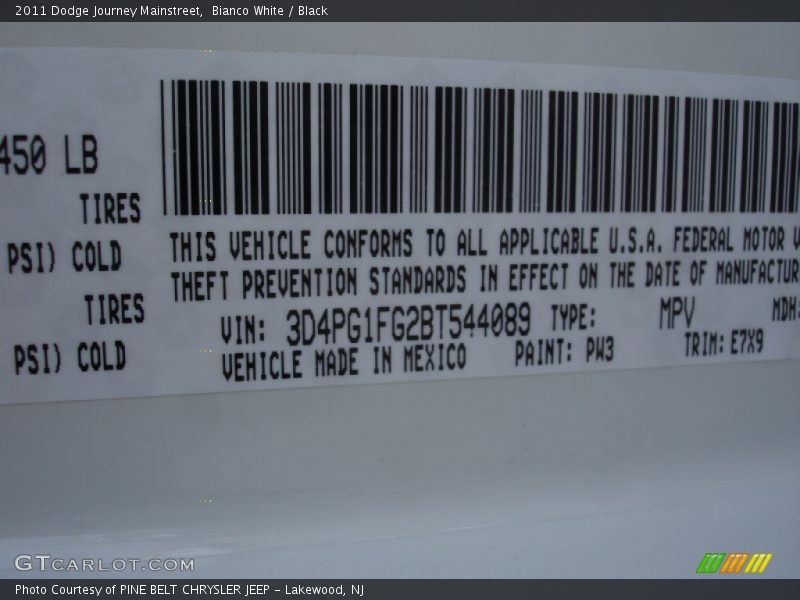 2011 Dodge Journey Mainstreet, Bianco White / Black
450 LB
TIRES
PSI) COLD
TIRES
PSI) COLD
THIS VEHICLE CONFORMS TO ALL APPLICABLE U.S.A. FEDERAL MOTOR V
THEFT PREVENTION STANDARDS IN EFFECT ON THE DATE OF MANUFACTUR
VIN: 3D4PG1FG2BT544089 TYPE: MPV MDH:
VEHICLE MADE IN MEXICO PAINT: PW3 TRIM: E7X9
GTCARLOT.COM
Photo Courtesy of PINE BELT CHRYSLER JEEP - Lakewood, NJ